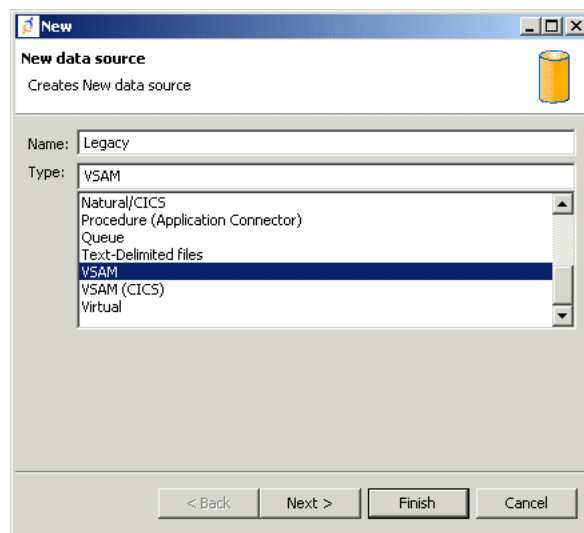 New
New data source
Creates New data source
Name: Legacy
Type: VSAM
Natural/CICS
Procedure (Application Connector)
Queue
Text-Delimited files
VSAM
VSAM (CICS)
Virtual
< Back Next > Finish Cancel